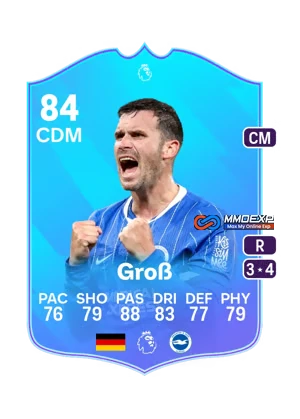 84
CDM
CM
MMOEXP
Max My Online Exp
R
3★4
Groß
PAC SHO PAS DRI DEF PHY
76 79 88 83 77 79